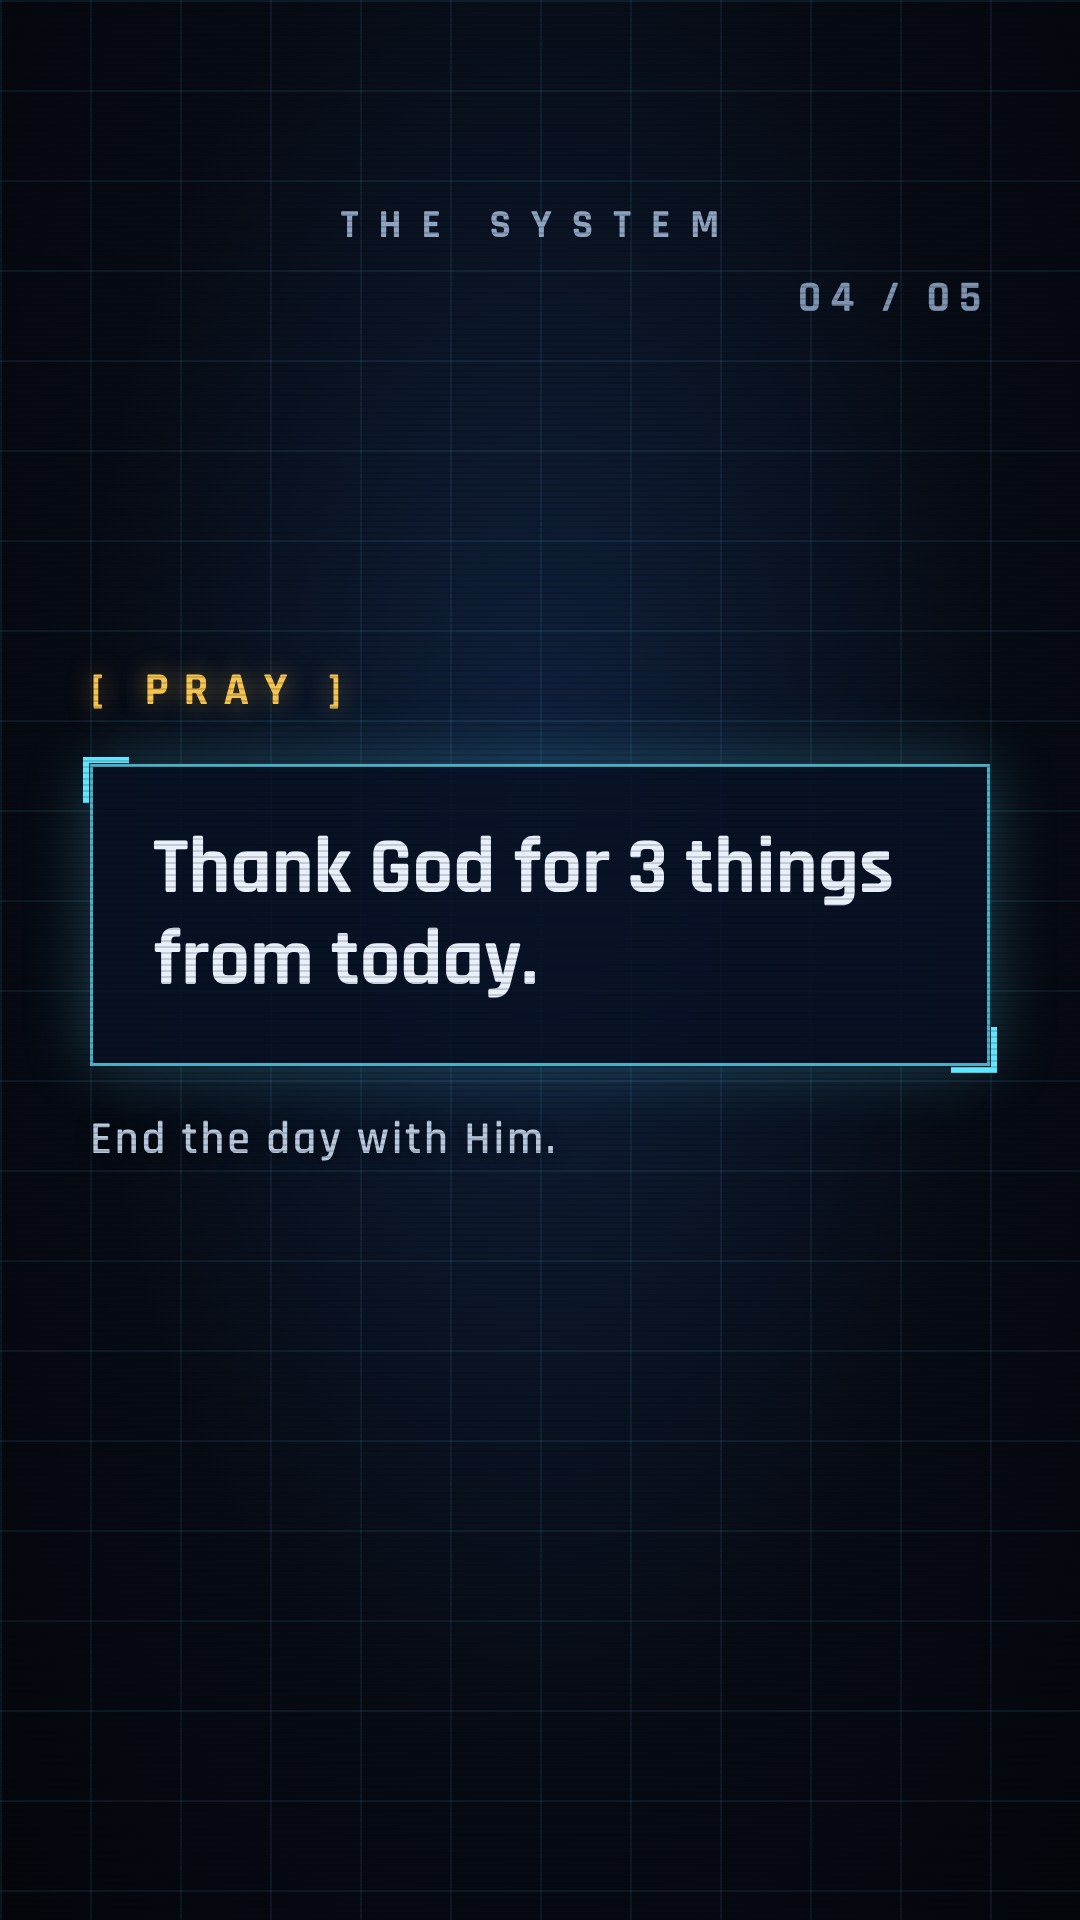 THE SYSTEM
04 / 05
[ PRAY ]
Thank God for 3 things
from today.
End the day with Him.